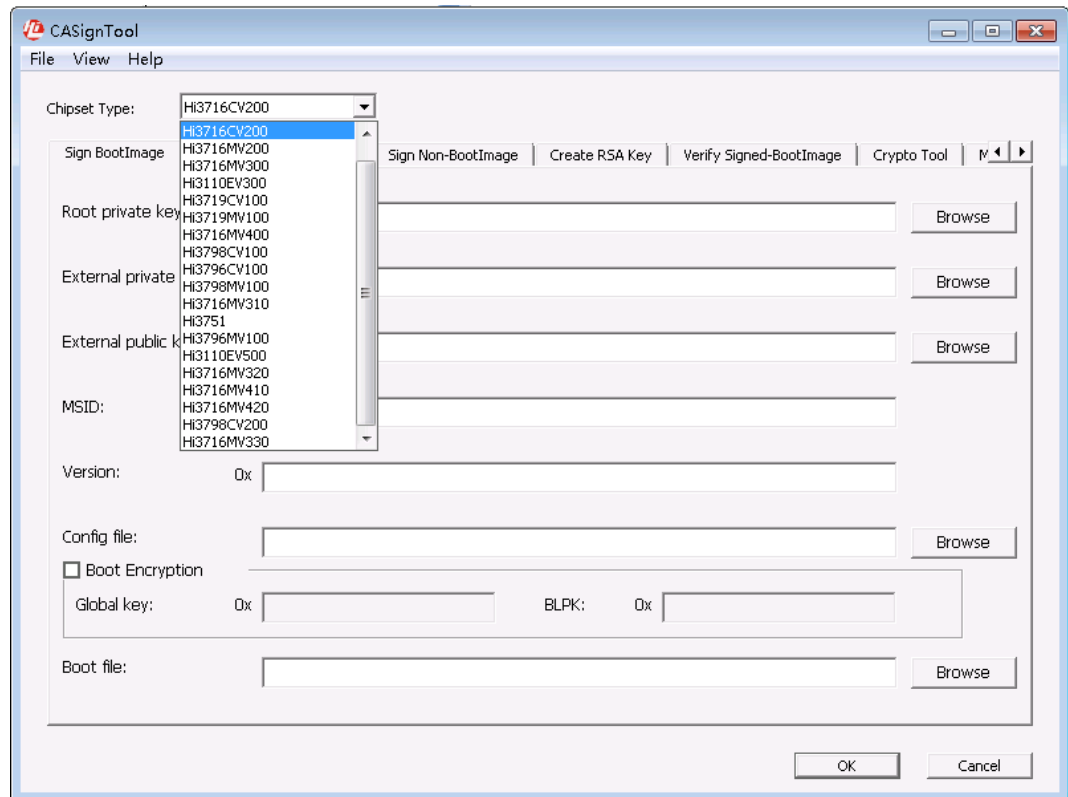 CASignTool
File View Help
Chipset Type: Hi3716CV200
Hi3716CV200
Hi3716MV200
Hi3716MV300
Hi3110EV300
Hi3719CV100
Hi3719MV100
Hi3716MV400
Hi3798CV100
Hi3796CV100
Hi3798MV100
Hi3716MV310
Hi3751
Hi3796MV100
Hi3110EV500
Hi3716MV320
Hi3716MV410
Hi3716MV420
Hi3798CV200
Hi3716MV330
Sign BootImage Sign Non-BootImage Create RSA Key Verify Signed-BootImage Crypto Tool M
Root private key Browse
External private Browse
External public k Browse
MSID:
Version: 0x
Config file: Browse
Boot Encryption
Global key: 0x BLPK: 0x
Boot file: Browse
OK Cancel